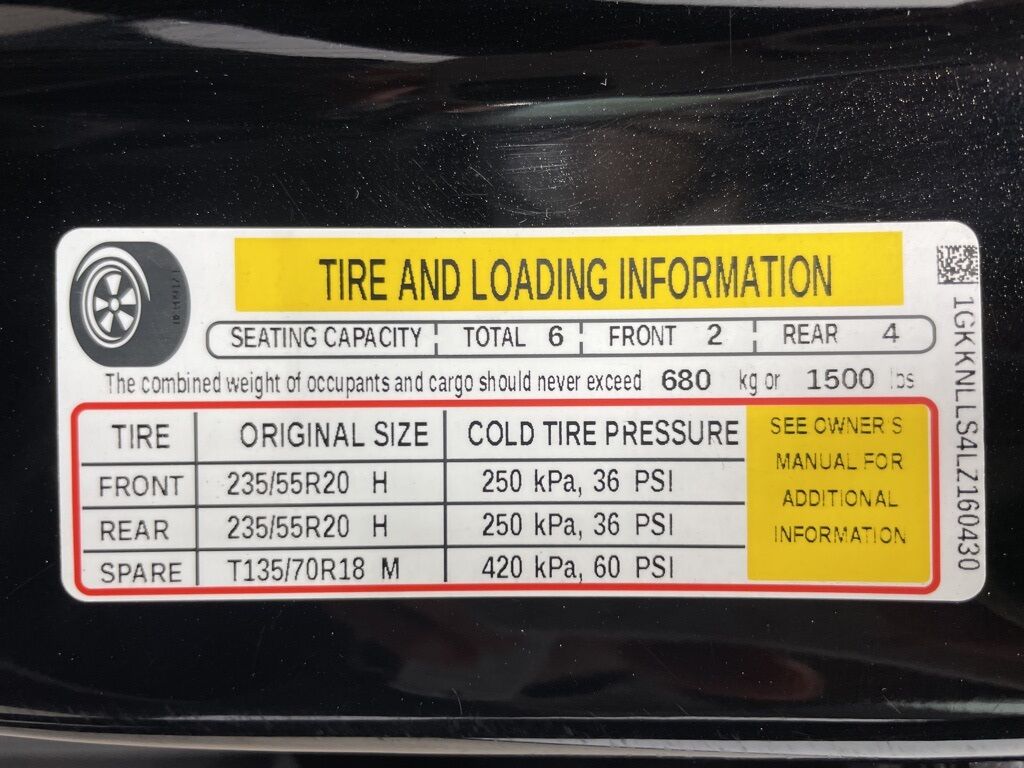 TIRE AND LOADING INFORMATION
SEATING CAPACITY TOTAL 6 FRONT 2 REAR 4
The combined weight of occupants and cargo should never exceed 680 kg or 1500 lbs
TIRE ORIGINAL SIZE COLD TIRE PRESSURE
FRONT 235/55R20 H 250 kPa, 36 PSI
REAR 235/55R20 H 250 kPa, 36 PSI
SPARE T135/70R18 M 420 kPa, 60 PSI
SEE OWNER S
MANUAL FOR
ADDITIONAL
INFORMATION
1GKKNLLS4LZ160430